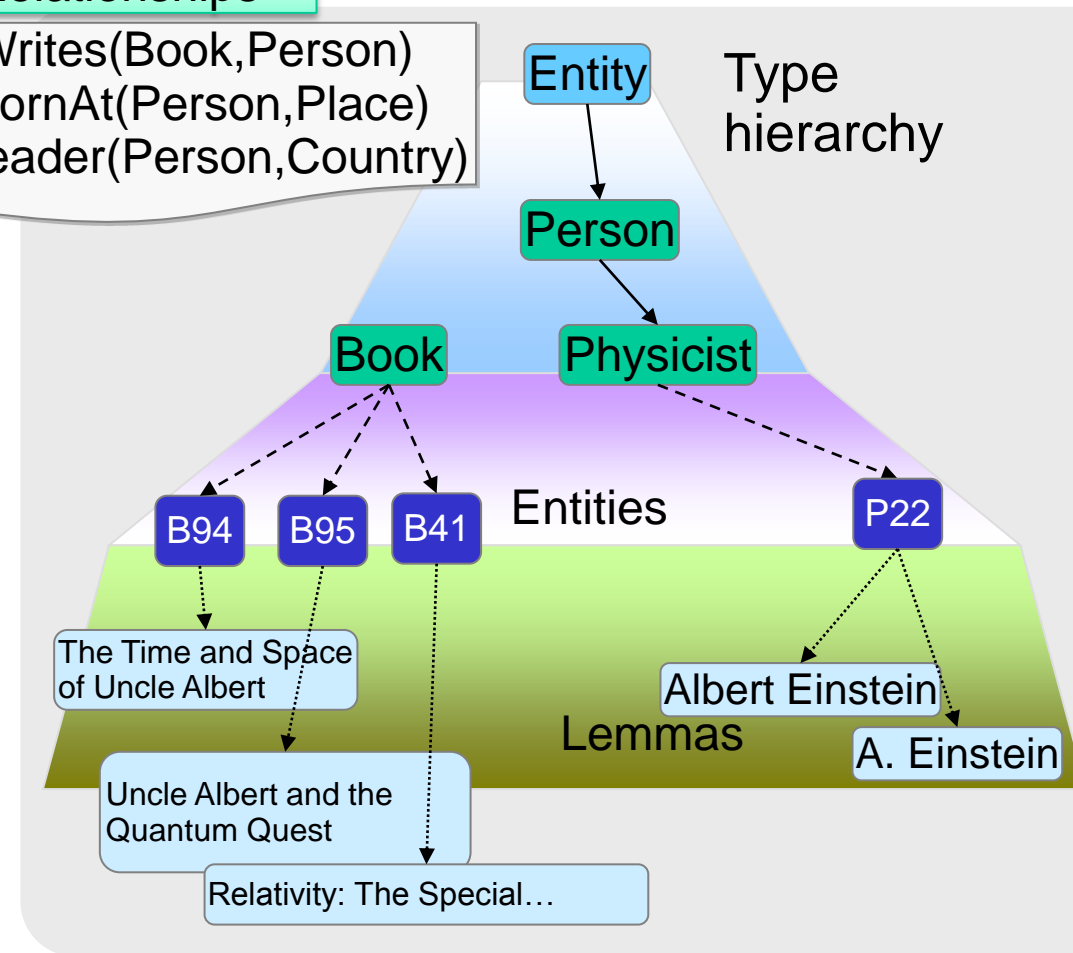 elationships
Writes(Book,Person)
ornAt(Person,Place)
eader(Person,Country)
Entity
Type
hierarchy
Person
Book
Physicist
B94
B95
B41
Entities
P22
The Time and Space
of Uncle Albert
Albert Einstein
Lemmas
A. Einstein
Uncle Albert and the
Quantum Quest
Relativity: The Special…